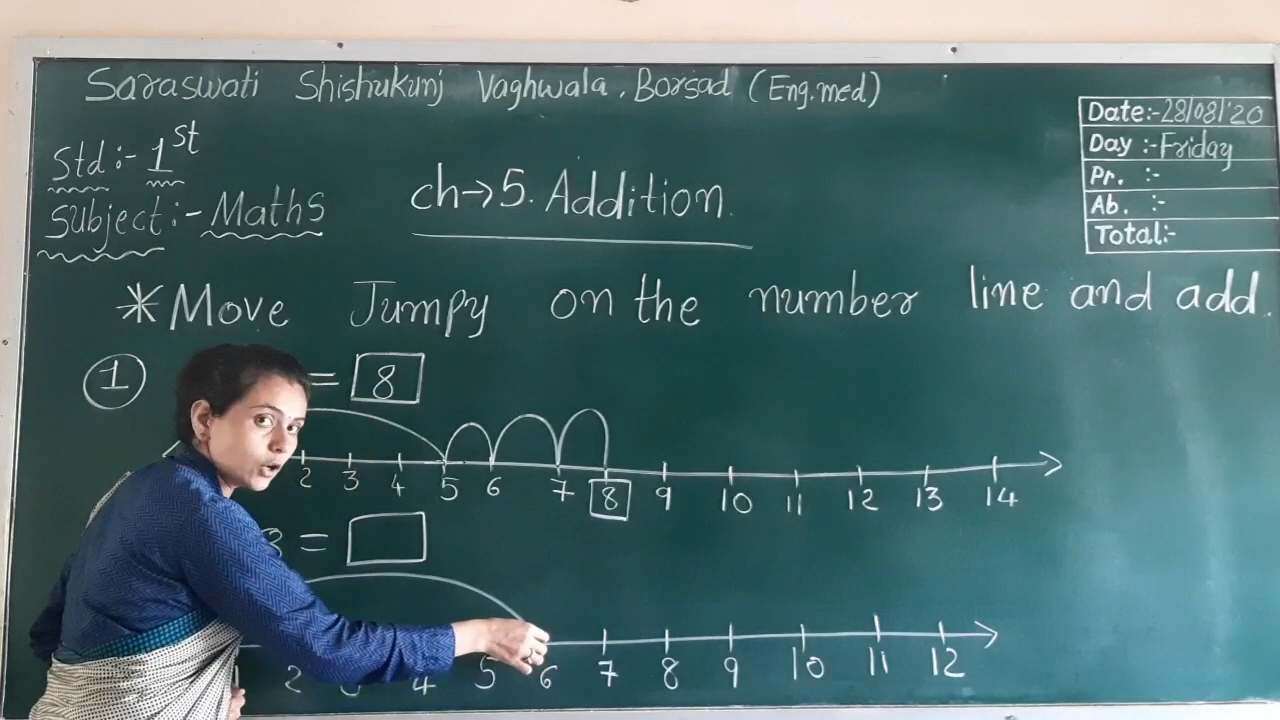 Saraswati Shishukunj Vaghwala, Borsad (Eng.med)
Date:-28/08/'20
Day :-Friday
Pr. :-
Ab. :-
Total:-
Std:- 1st
Subject:- Maths
ch→5. Addition.
*Move Jumpy on the number line and add.
1 = 8
2 3 4 5 6 7 8 9 10 11 12 13 14
3 =
2 3 4 5 6 7 8 9 10 11 12